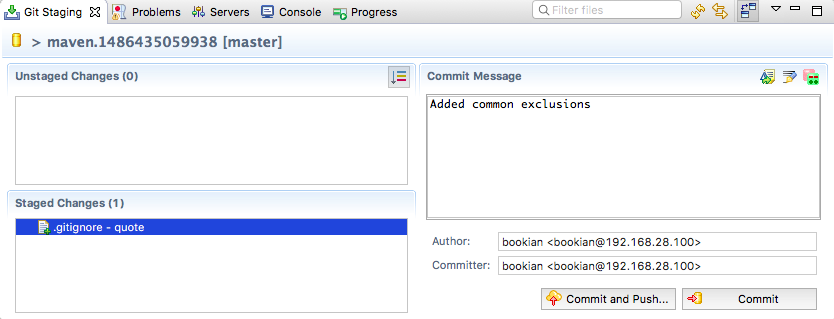 Git Staging Problems Servers Console Progress Filter files
> maven.1486435059938 [master]
Unstaged Changes (0)
Commit Message
Added common exclusions
Staged Changes (1)
.gitignore - quote
Author: bookian <bookian@192.168.28.100>
Committer: bookian <bookian@192.168.28.100>
Commit and Push... Commit